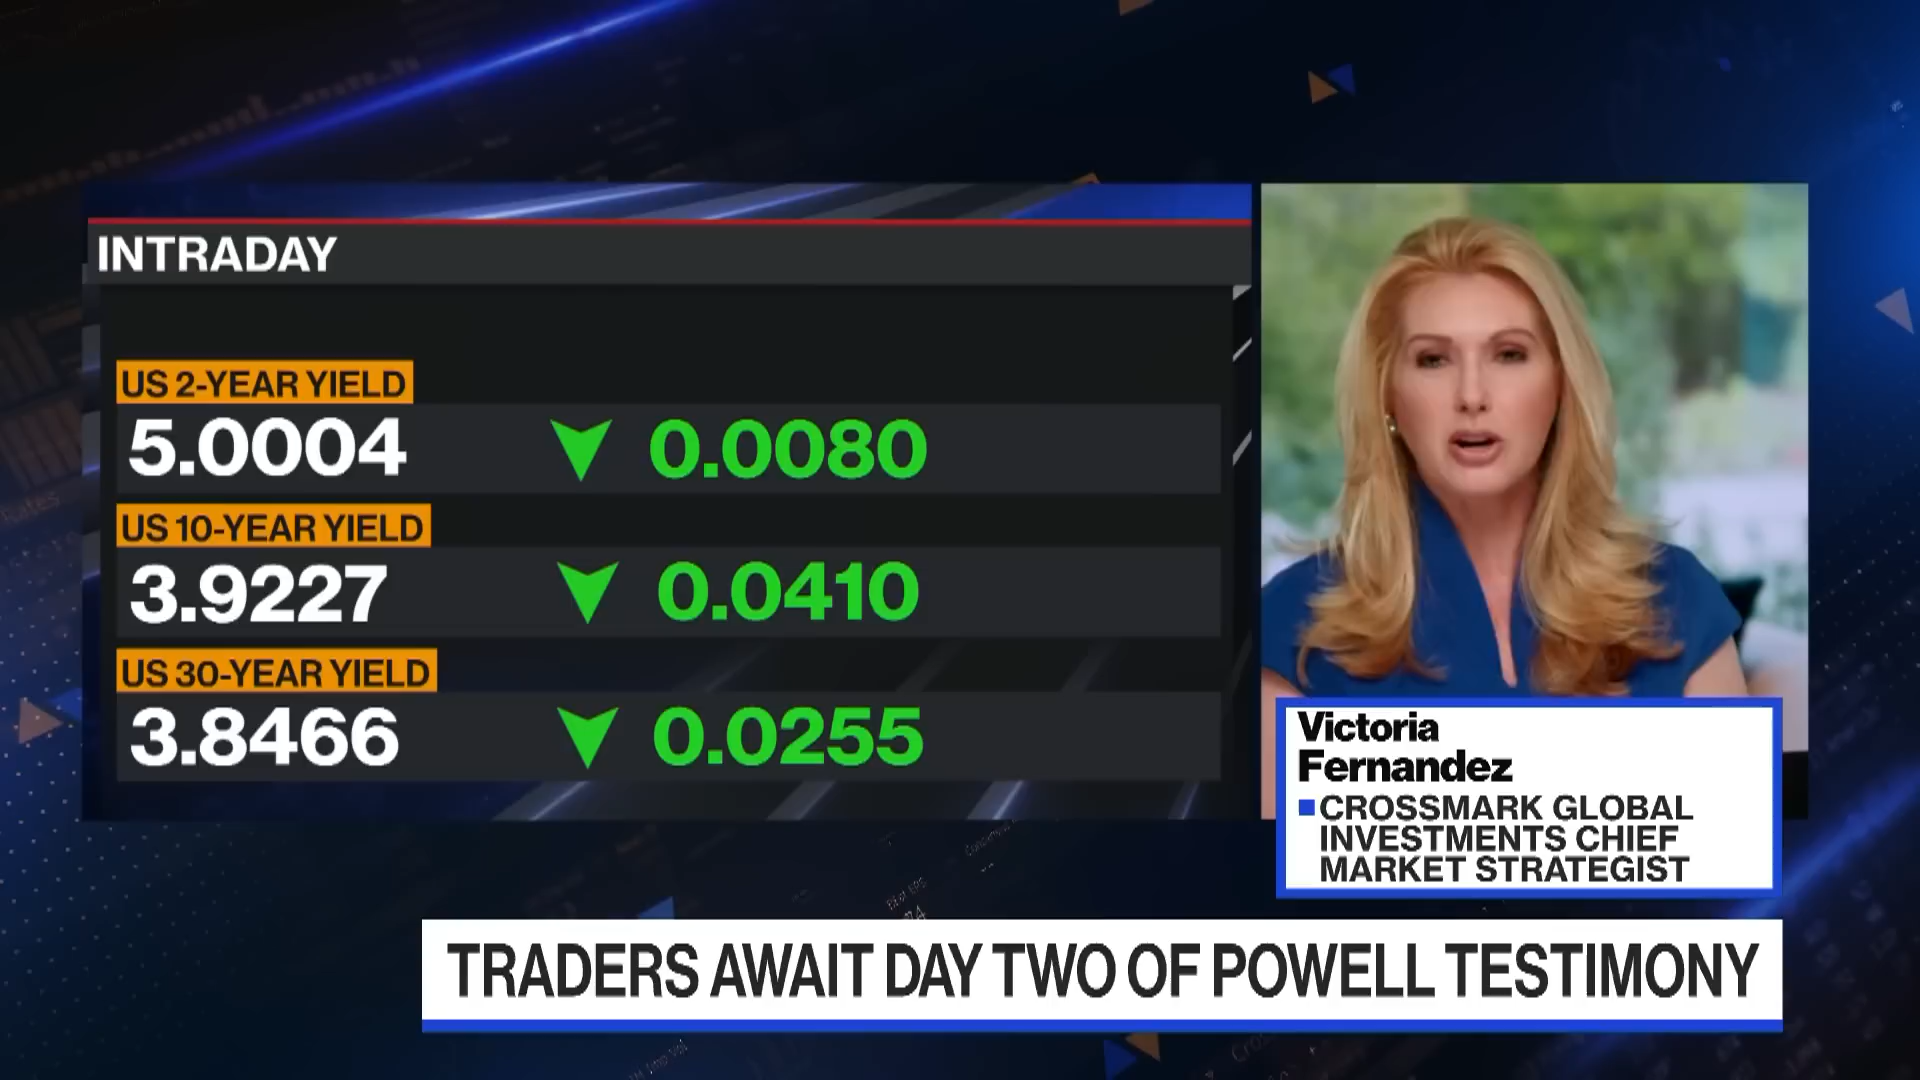 INTRADAY
US 2-YEAR YIELD
5.0004 ▼ 0.0080
US 10-YEAR YIELD
3.9227 ▼ 0.0410
US 30-YEAR YIELD
3.8466 ▼ 0.0255
Victoria
Fernandez
CROSSMARK GLOBAL
INVESTMENTS CHIEF
MARKET STRATEGIST
TRADERS AWAIT DAY TWO OF POWELL TESTIMONY